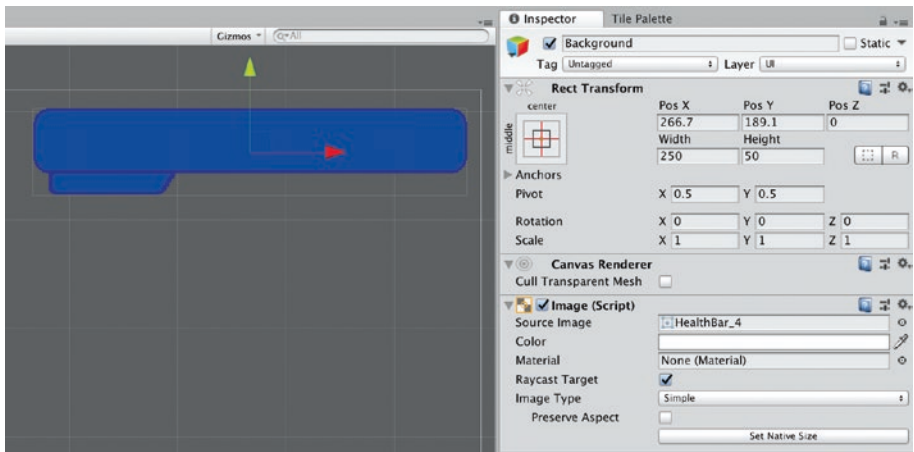 Gizmos
All
Inspector Tile Palette
Background Static
Tag Untagged Layer UI
Rect Transform
center Pos X Pos Y Pos Z
266.7 189.1 0
middle Width Height
250 50 R
Anchors
Pivot X 0.5 Y 0.5
Rotation X 0 Y 0 Z 0
Scale X 1 Y 1 Z 1
Canvas Renderer
Cull Transparent Mesh
Image (Script)
Source Image HealthBar_4
Color
Material None (Material)
Raycast Target
Image Type Simple
Preserve Aspect
Set Native Size